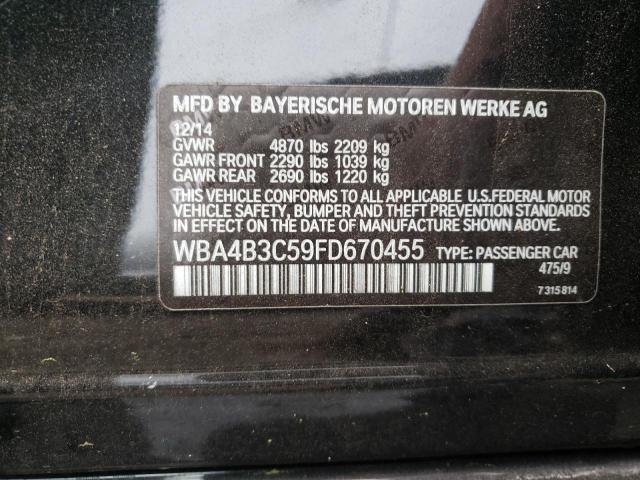 MFD BY BAYERISCHE MOTOREN WERKE AG
12/14
GVWR 4870 lbs 2209 kg
GAWR FRONT 2290 lbs 1039 kg
GAWR REAR 2690 lbs 1220 kg
THIS VEHICLE CONFORMS TO ALL APPLICABLE U.S.FEDERAL MOTOR
VEHICLE SAFETY, BUMPER AND THEFT PREVENTION
STANDARDS IN EFFECT ON THE DATE OF MANUFACTURE SHOWN ABOVE.
WBA4B3C59FD670455 TYPE: PASSENGER CAR
475/9
7 315 814